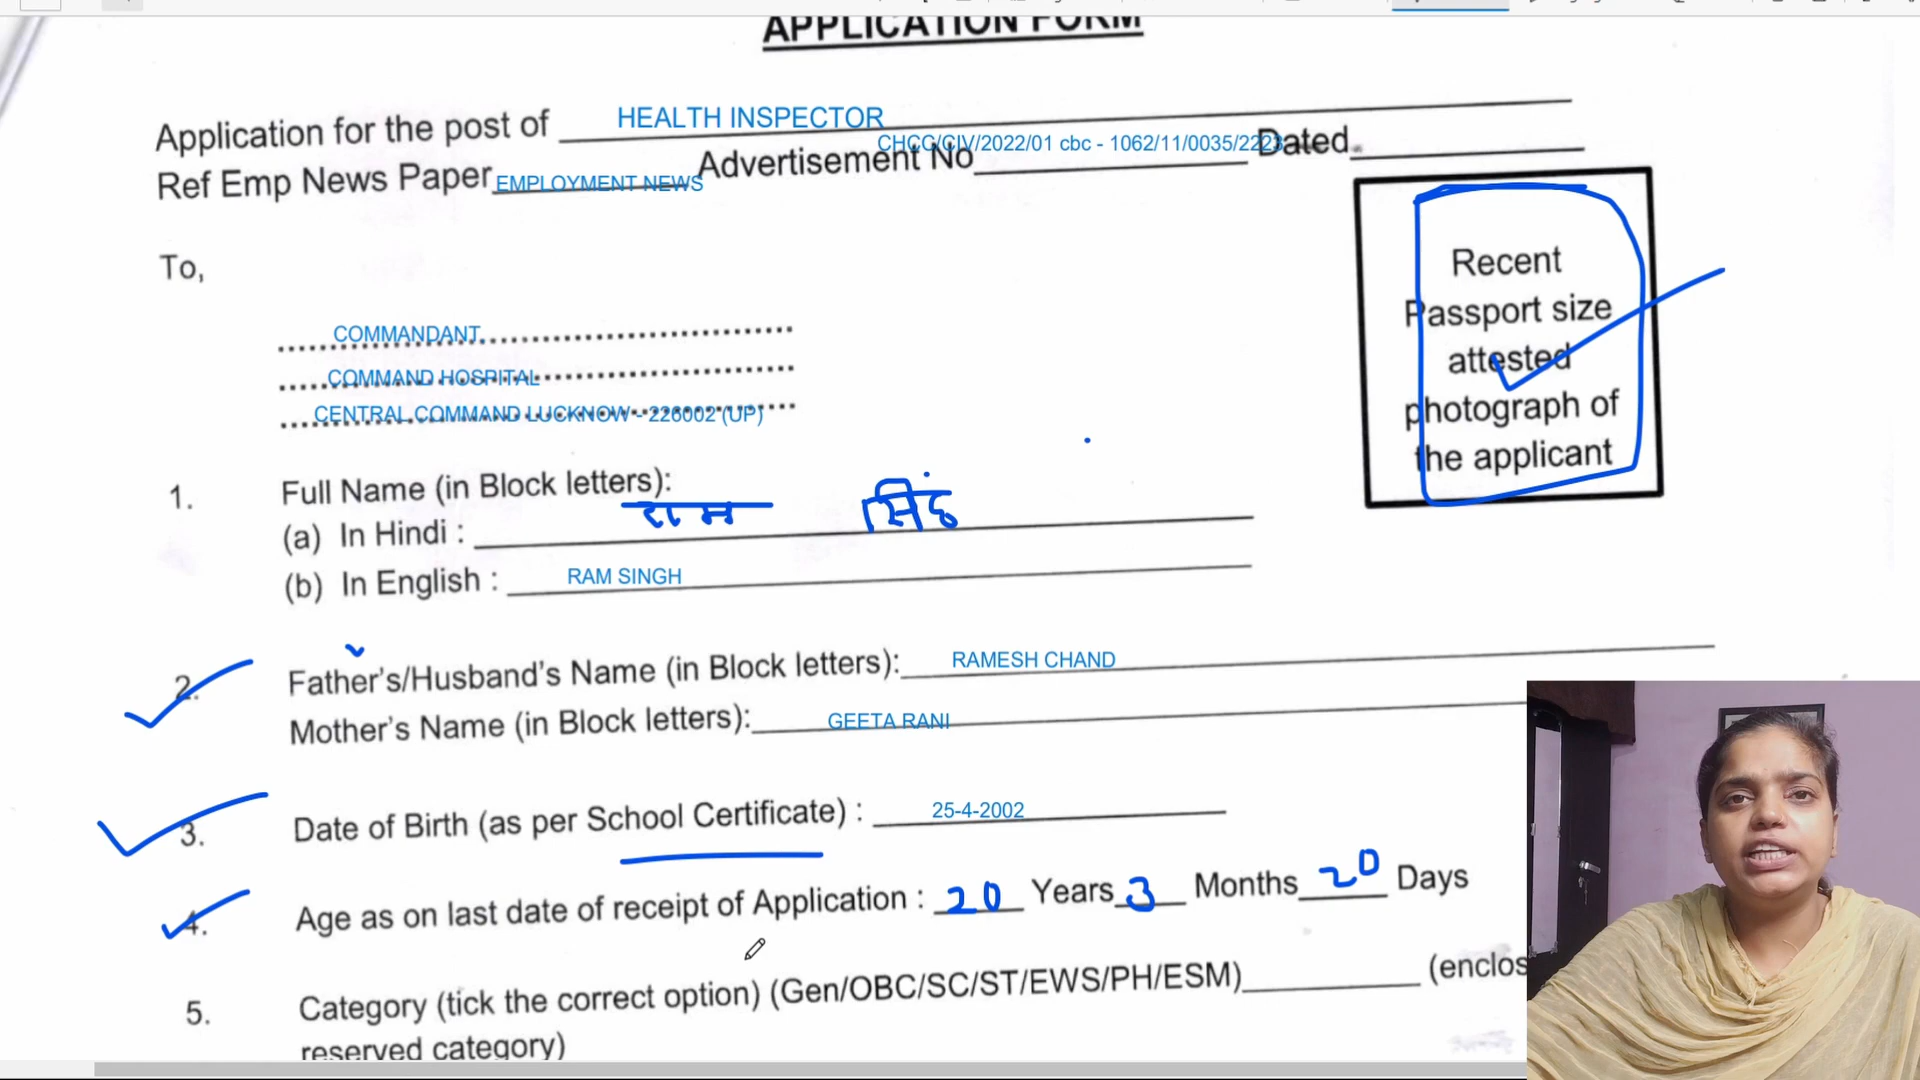 APPLICATION FORM
Application for the post of HEALTH INSPECTOR
Ref Emp News Paper EMPLOYMENT NEWS Advertisement No CHCC/CIV/2022/01 cbc - 1062/11/0035/2223 Dated
To,
COMMANDANT
COMMAND HOSRITAL
CENTRAL COMMAND LUCKNOW - 226002 (UP)
Recent
Passport size
attested
photograph of
the applicant
1. Full Name (in Block letters):
(a) In Hindi : राम सिंह
(b) In English : RAM SINGH
2. Father's/Husband's Name (in Block letters): RAMESH CHAND
Mother's Name (in Block letters): GEETA RANI
3. Date of Birth (as per School Certificate) : 25-4-2002
4. Age as on last date of receipt of Application : 20 Years 3 Months 20 Days
5. Category (tick the correct option) (Gen/OBC/SC/ST/EWS/PH/ESM) (enclos
reserved category)